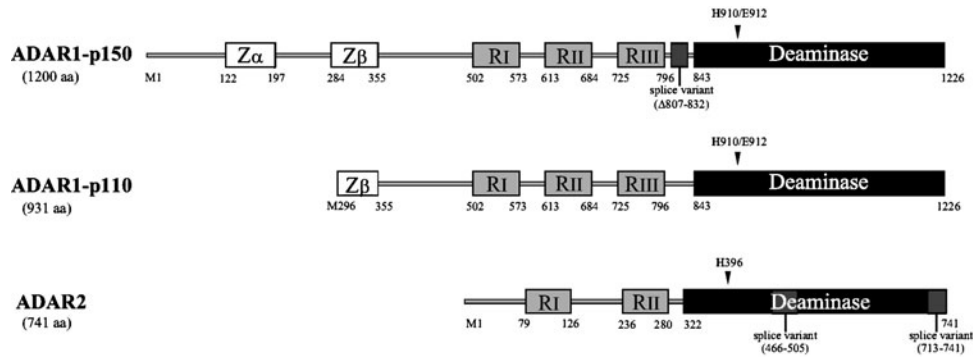 H910/E912
ADAR1-p150
Zα
Zβ
RI
RII
RIII
Deaminase
(1200 aa)
M1
122
197
284
355
502
573
613
684
725
796
843
1226
splice variant
(Δ807-832)
H910/E912
ADAR1-p110
Zβ
RI
RII
RIII
Deaminase
(931 aa)
M296
355
502
573
613
684
725
796
843
1226
H396
ADAR2
RI
RII
Deaminase
(741 aa)
M1
79
126
236
280
322
741
splice variant
(466-505)
splice variant
(713-741)